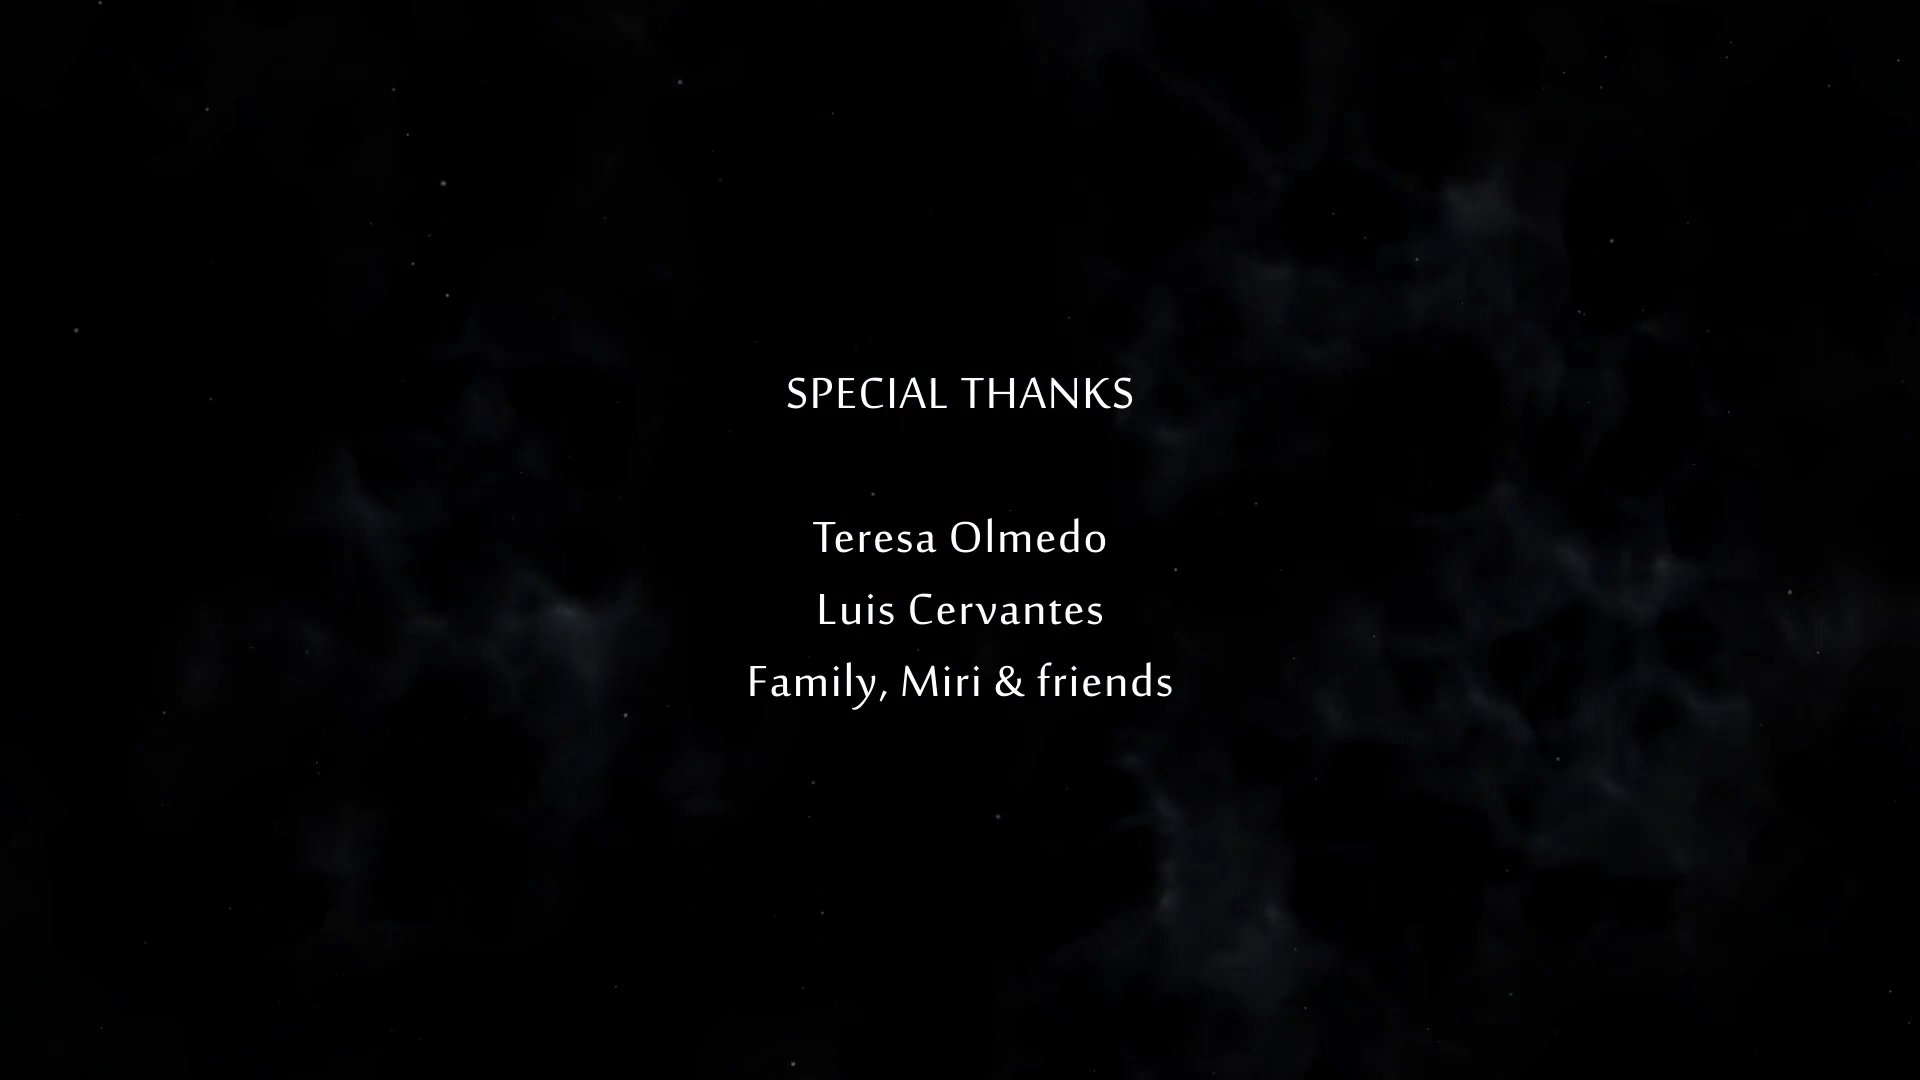 SPECIAL THANKS
Teresa Olmedo
Luis Cervantes
Family, Miri & friends